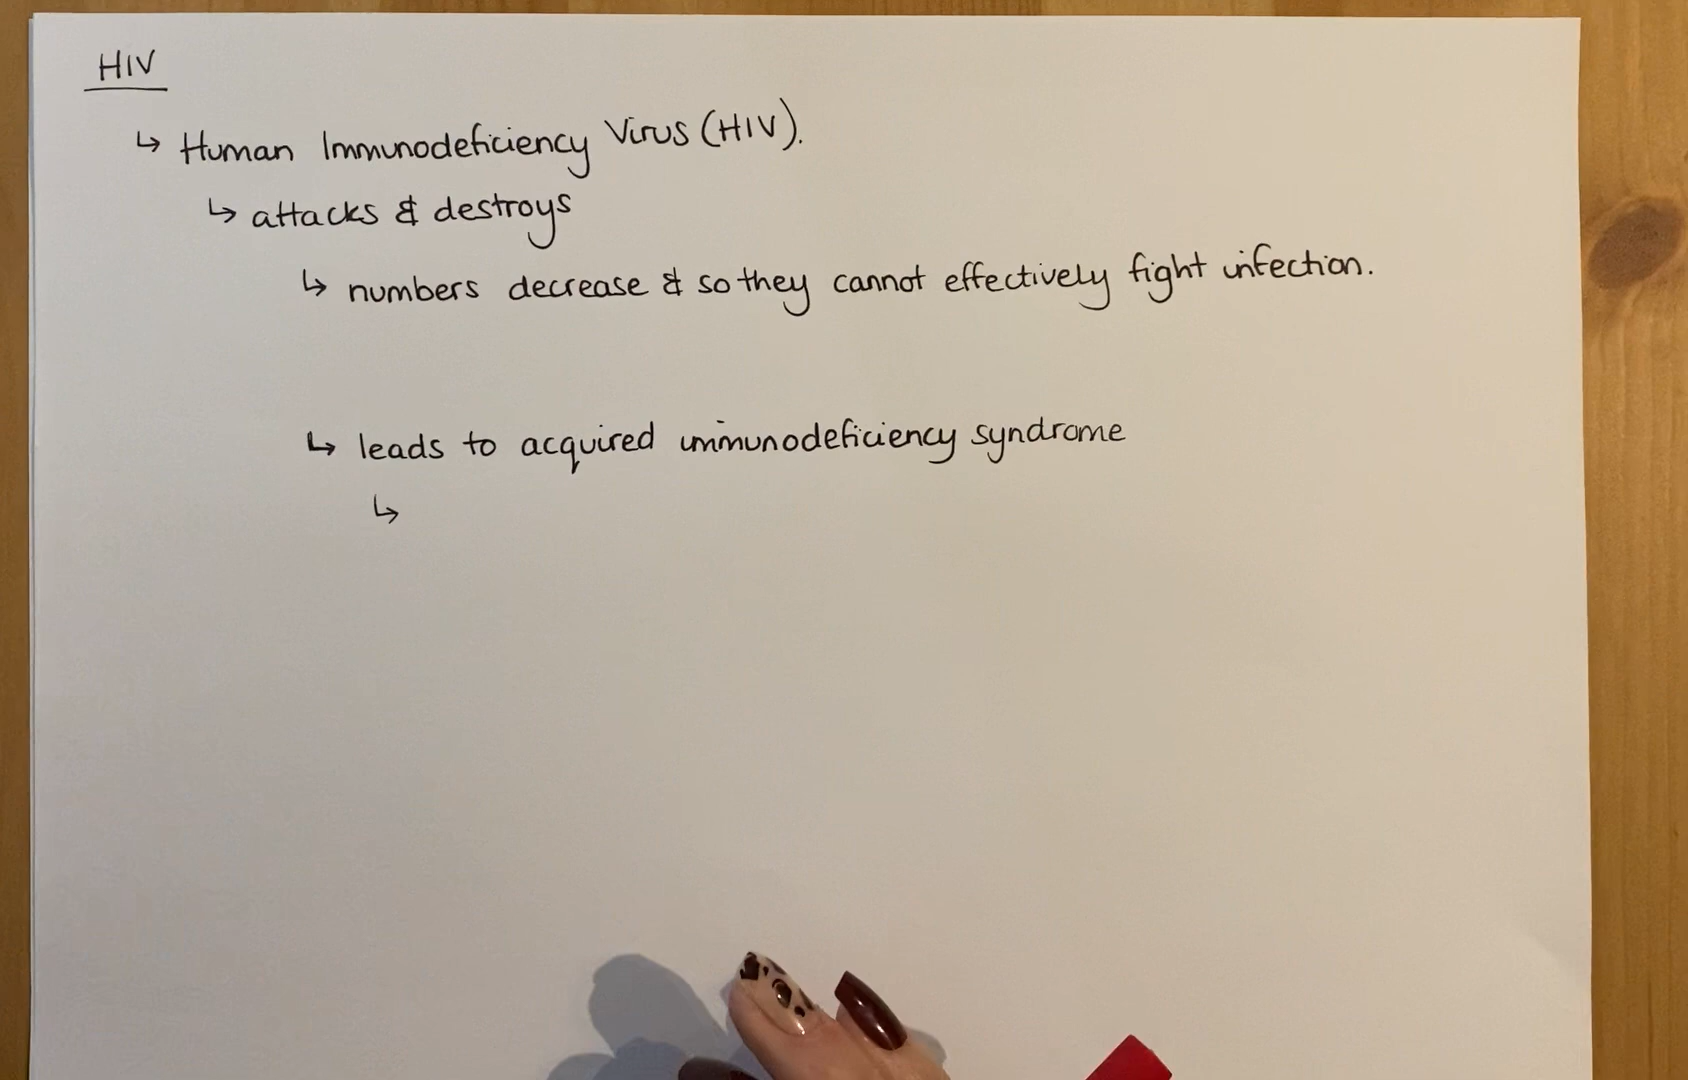 HIV
↳ Human Immunodeficiency Virus (HIV).
↳ attacks & destroys
↳ numbers decrease & so they cannot effectively fight infection.
↳ leads to acquired immunodeficiency syndrome
↳